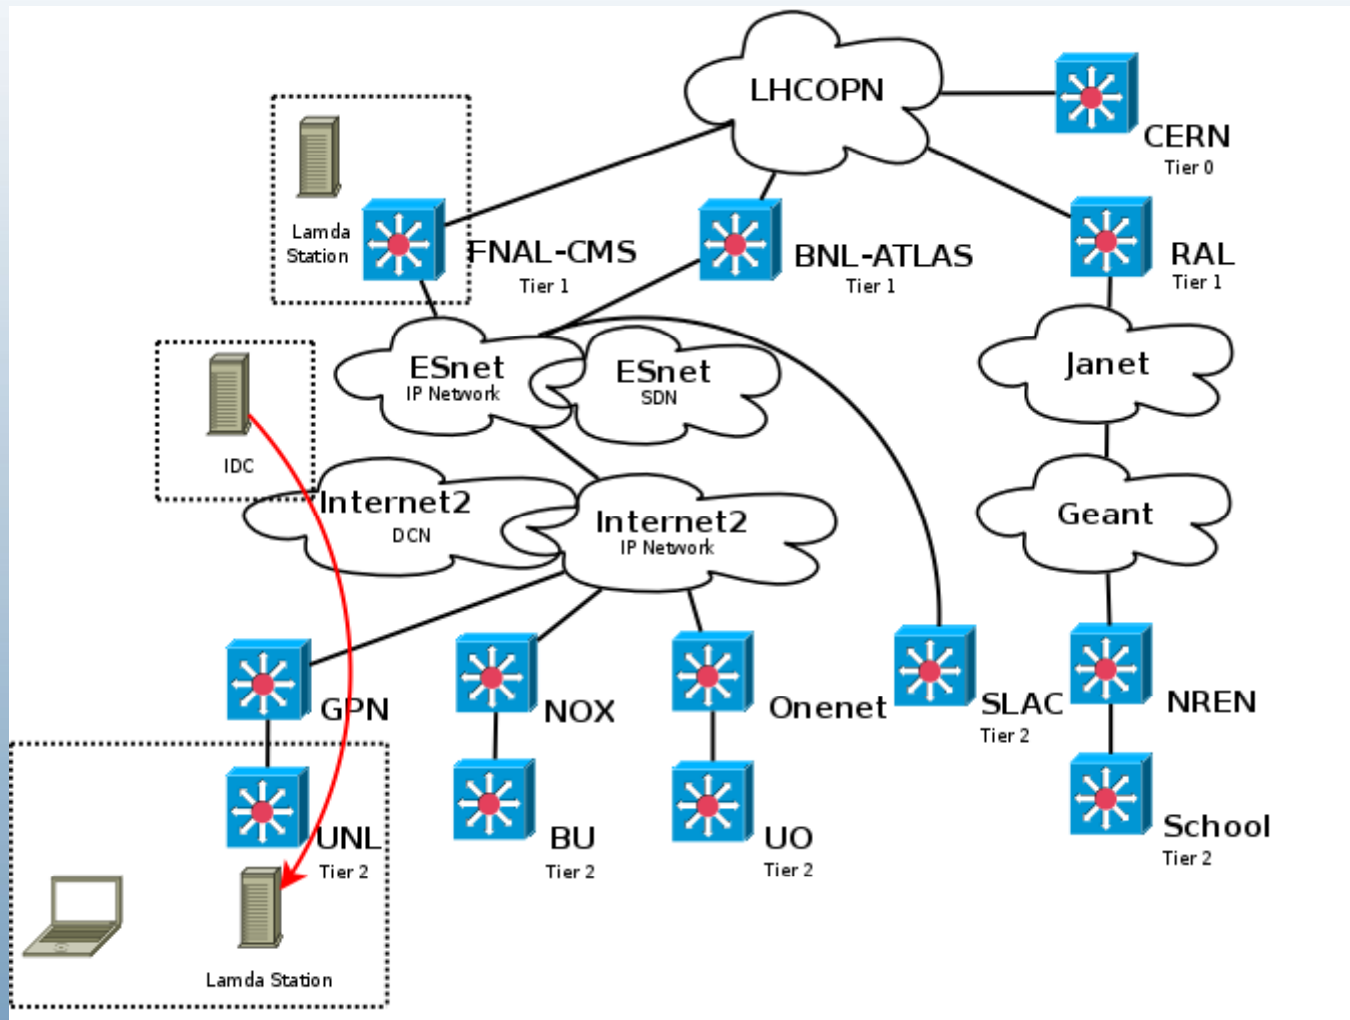 LHCOPN
CERN
Tier 0
Lamda
Station
FNAL-CMS
Tier 1
BNL-ATLAS
Tier 1
RAL
Tier 1
ESnet
IP Network
ESnet
SDN
Janet
IDC
Internet2
DCN
Internet2
IP Network
Geant
GPN
NOX
Onenet
SLAC
Tier 2
NREN
UNL
Tier 2
BU
Tier 2
UO
Tier 2
School
Tier 2
Lamda Station